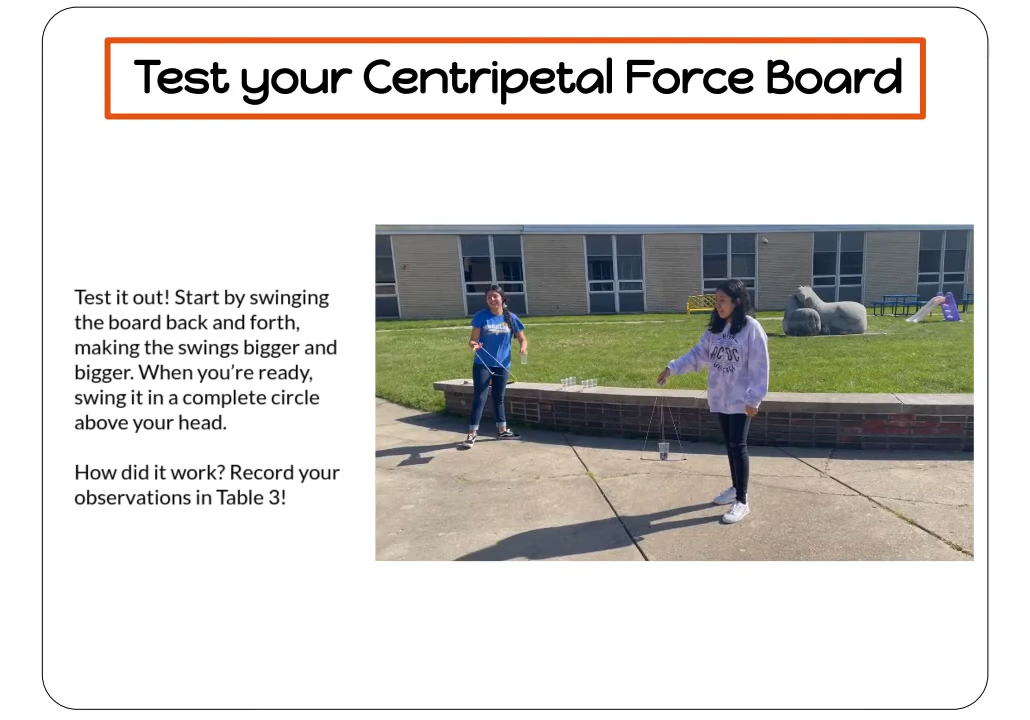 Test your Centripetal Force Board
Test it out! Start by swinging
the board back and forth,
making the swings bigger and
bigger. When you're ready,
swing it in a complete circle
above your head.
How did it work? Record your
observations in Table 3!
AC/DC